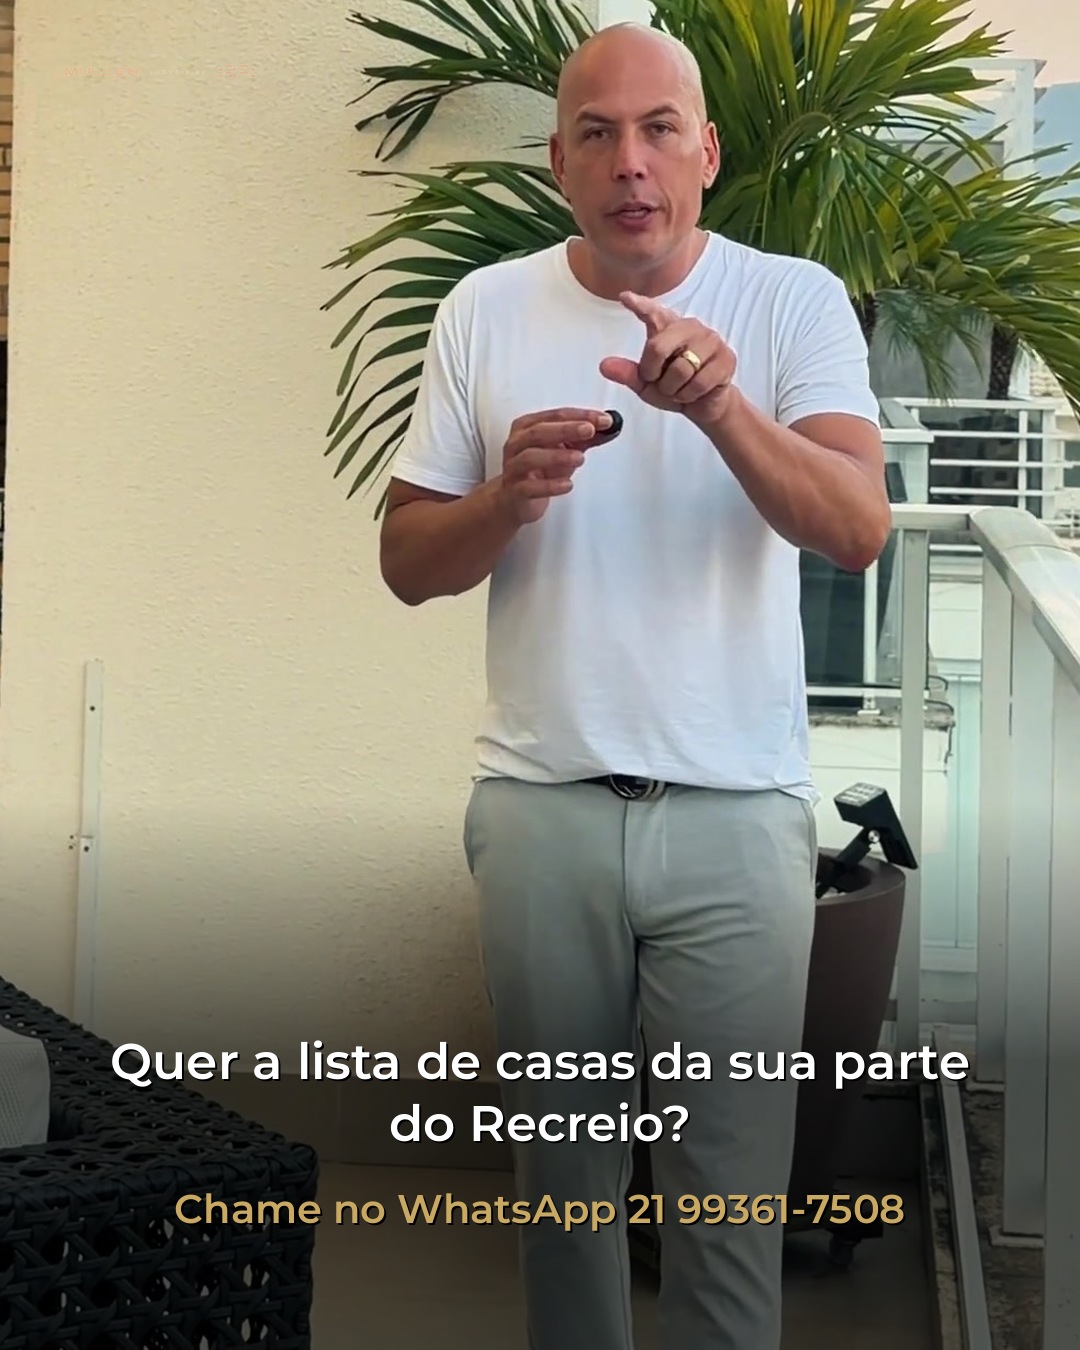 Quer a lista de casas da sua parte
do Recreio?
Chame no WhatsApp 21 99361-7508